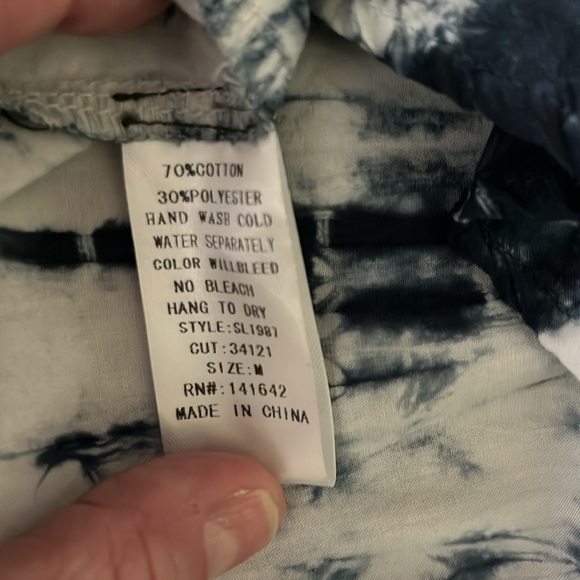 70%COTTON
30%POLYESTER
HAND WASH COLD
WATER SEPARATELY
COLOR WILLBLEED
NO BLEACH
HANG TO DRY
STYLE:SL1987
CUT:34121
SIZE:M
RN#:141642
MADE IN CHINA